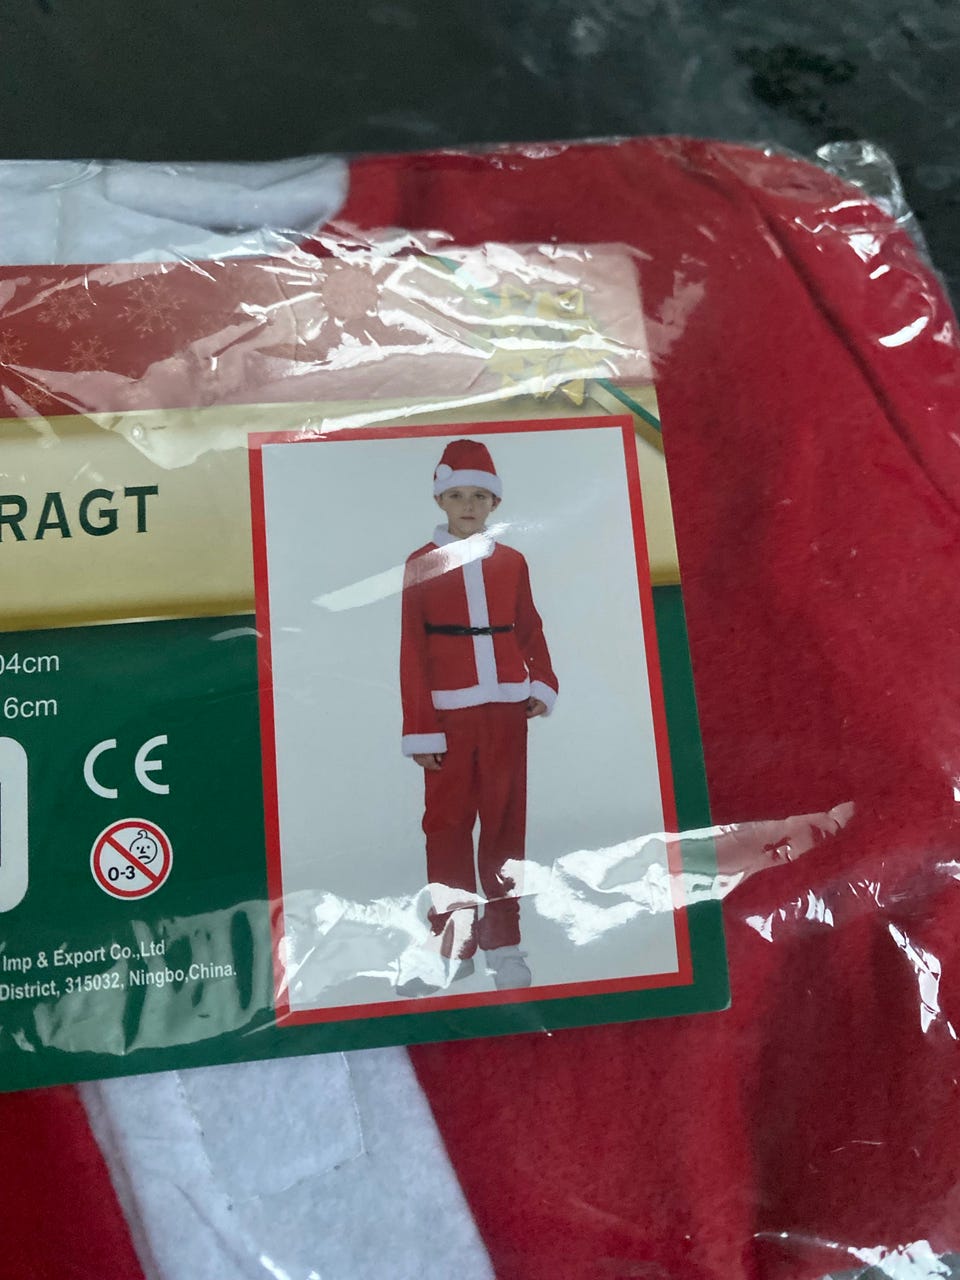 RAGT
04cm
6cm
CE
0-3
Imp & Export Co.,Ltd
District, 315032, Ningbo,China.